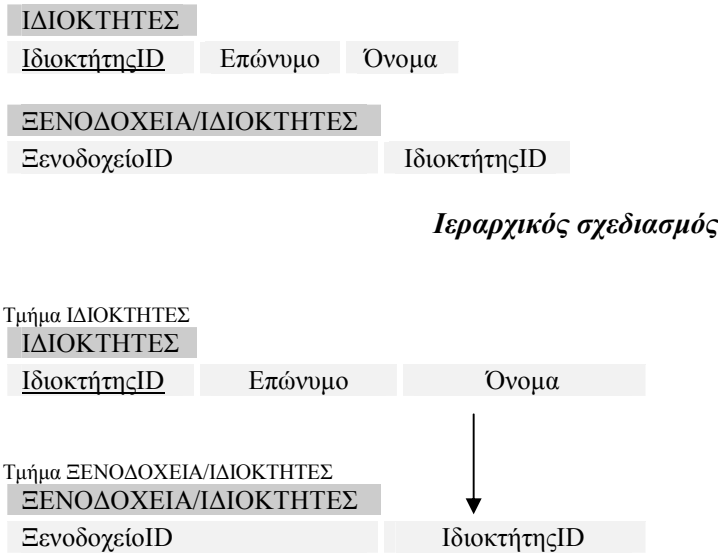 ΙΔΙΟΚΤΗΤΕΣ
ΙδιοκτήτηςID Επώνυμο Όνομα
ΞΕΝΟΔΟΧΕΙΑ/ΙΔΙΟΚΤΗΤΕΣ
ΞενοδοχείοID ΙδιοκτήτηςID
Ιεραρχικός σχεδιασμός
Τμήμα ΙΔΙΟΚΤΗΤΕΣ
ΙΔΙΟΚΤΗΤΕΣ
ΙδιοκτήτηςID Επώνυμο Όνομα
Τμήμα ΞΕΝΟΔΟΧΕΙΑ/ΙΔΙΟΚΤΗΤΕΣ
ΞΕΝΟΔΟΧΕΙΑ/ΙΔΙΟΚΤΗΤΕΣ
ΞενοδοχείοID ΙδιοκτήτηςID